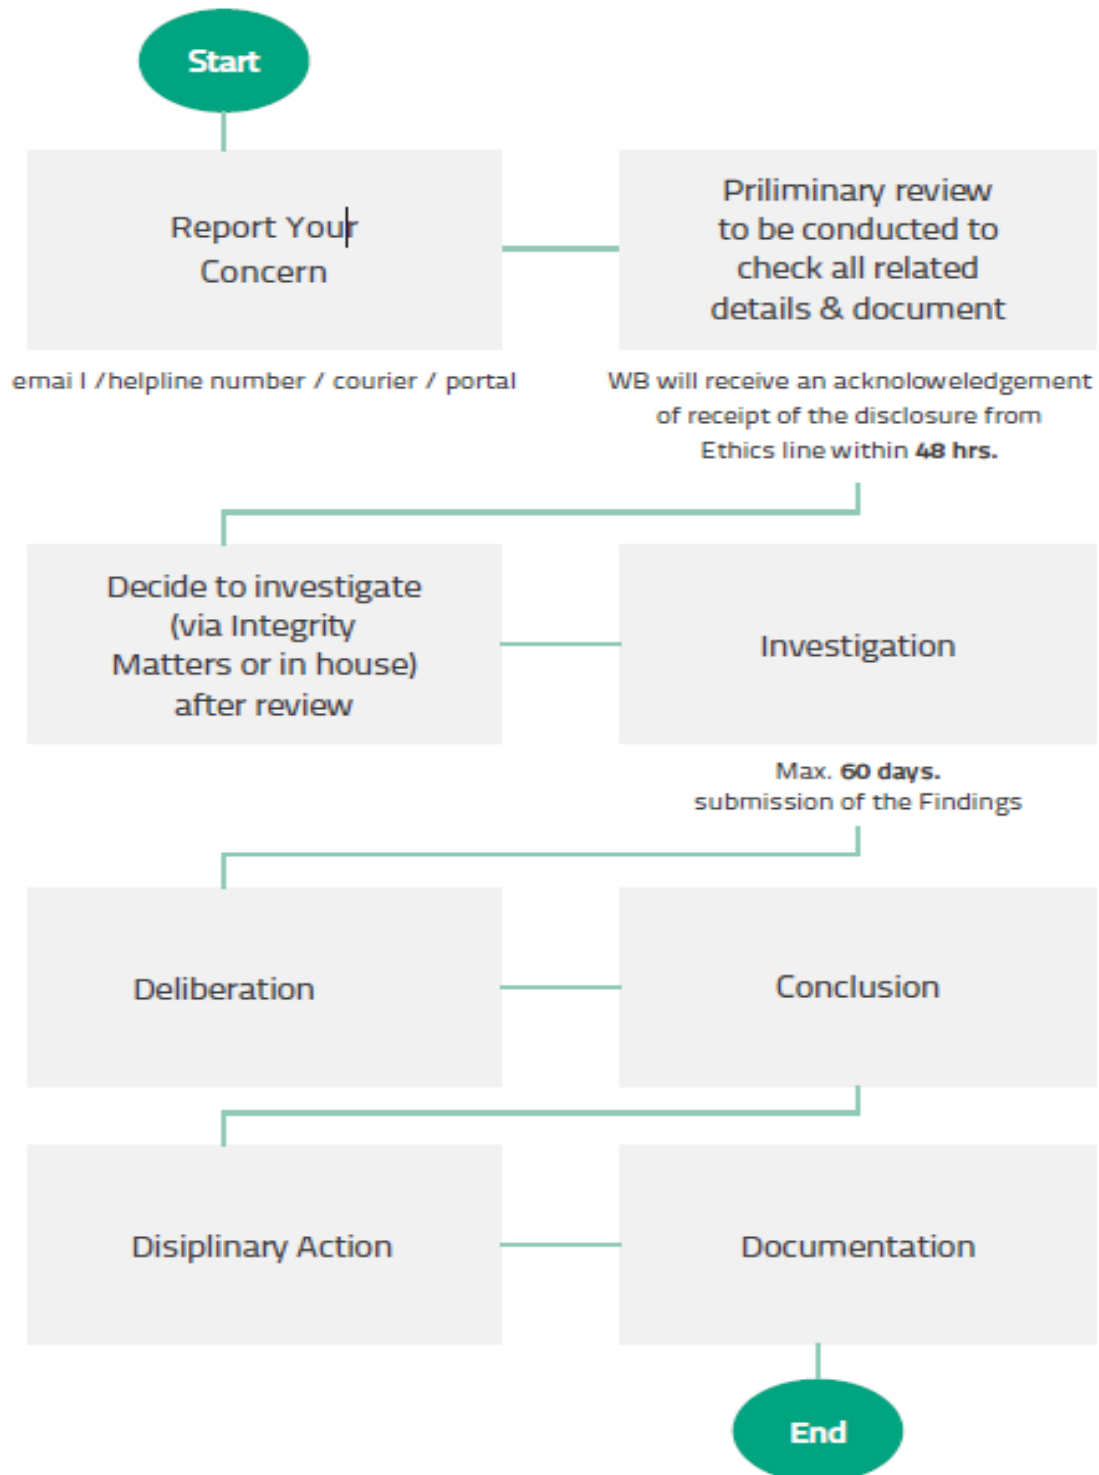 Start
Report Your
Concern
email /helpline number / courier / portal
Priliminary review
to be conducted to
check all related
details & document
WB will receive an acknoloweledgement
of receipt of the disclosure from
Ethics line within 48 hrs.
Decide to investigate
(via Integrity
Matters or in house)
after review
Investigation
Max. 60 days.
submission of the Findings
Deliberation
Conclusion
Disiplinary Action
Documentation
End